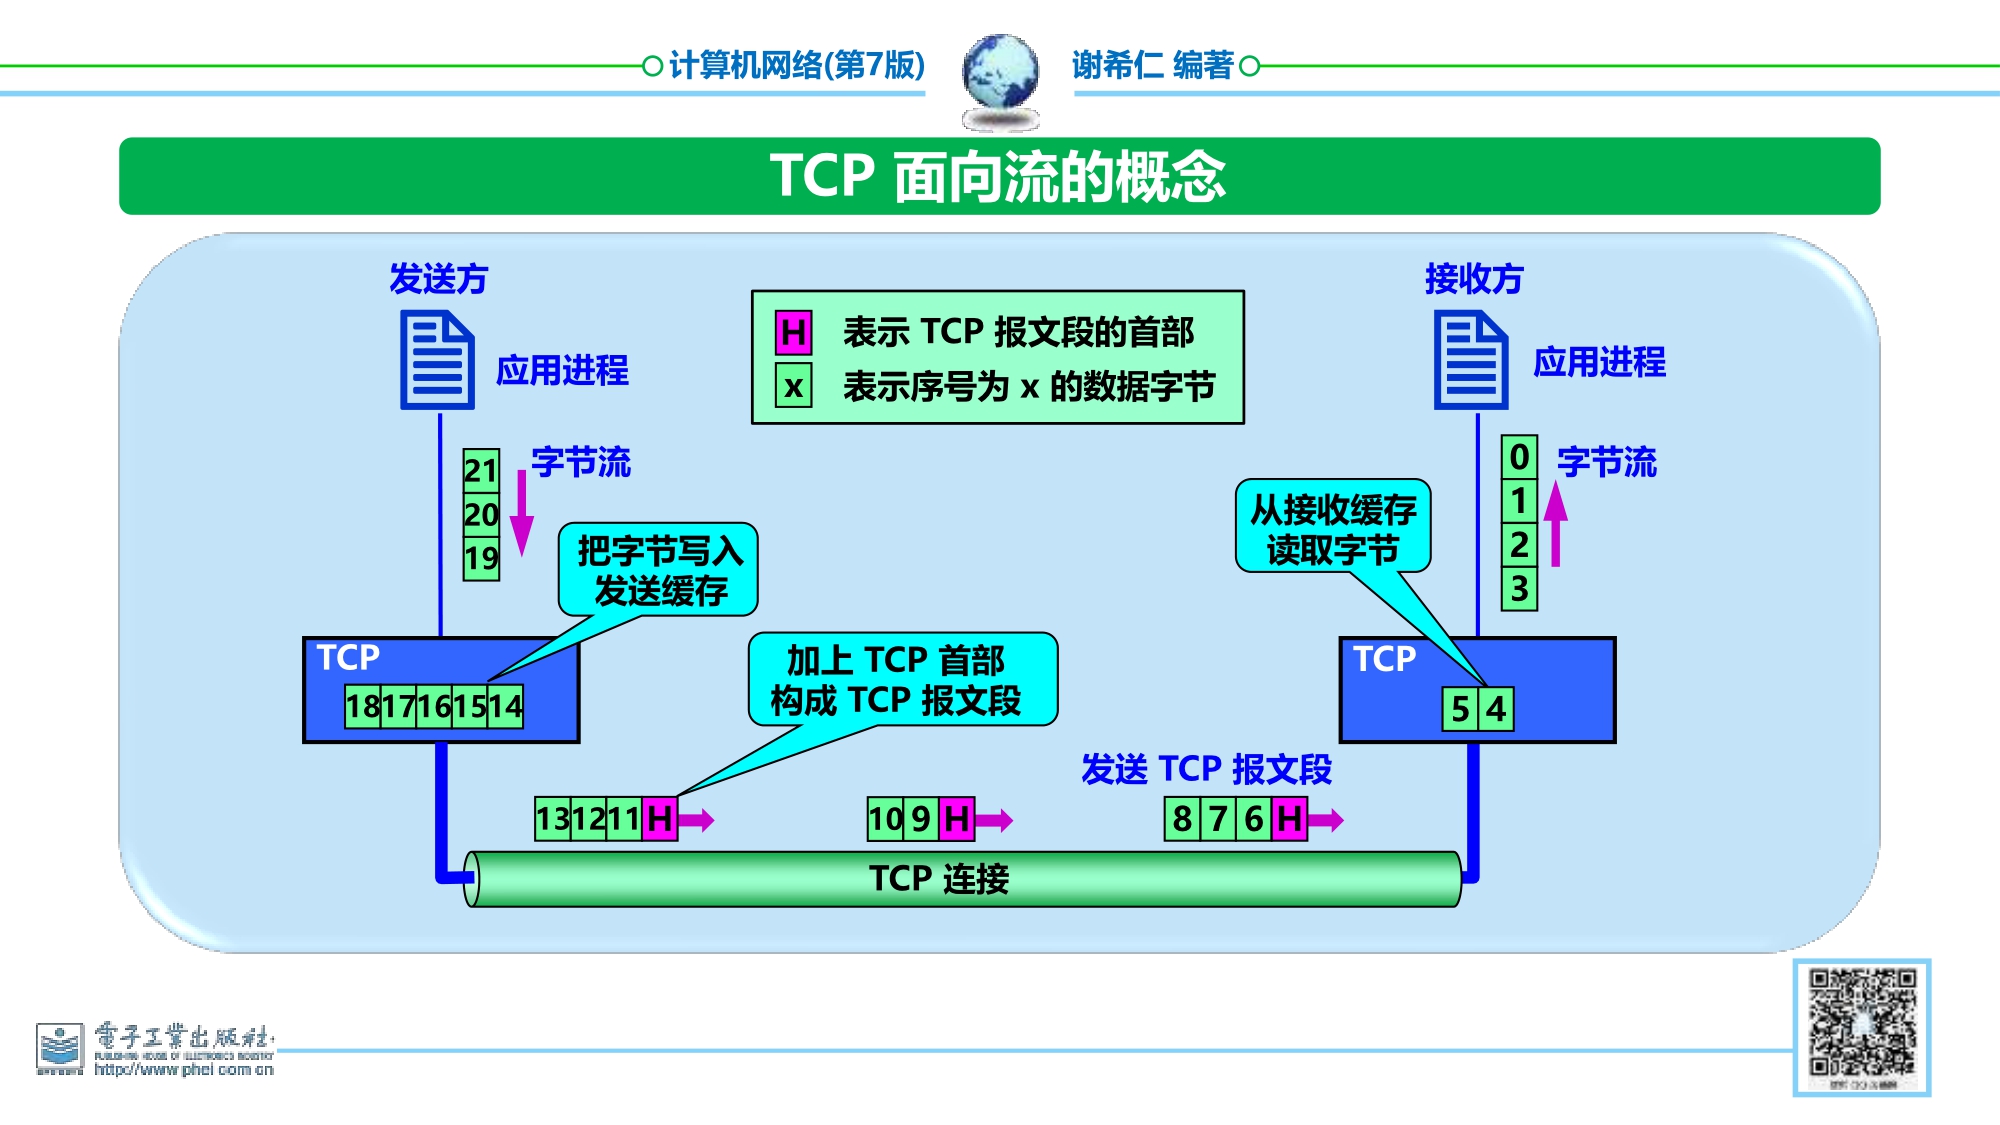 计算机网络(第7版)
谢希仁 编著
TCP 面向流的概念
发送方
接收方
H 表示 TCP 报文段的首部
x 表示序号为 x 的数据字节
应用进程
应用进程
字节流
21
20
19
字节流
0
1
2
3
把字节写入
发送缓存
从接收缓存
读取字节
TCP
18 17 16 15 14
加上 TCP 首部
构成 TCP 报文段
TCP
5 4
发送 TCP 报文段
13 12 11 H
10 9 H
8 7 6 H
TCP 连接
電子工業出版社
PUBLISHING HOUSE OF ELECTRONICS INDUSTRY
http://www.phei.com.cn